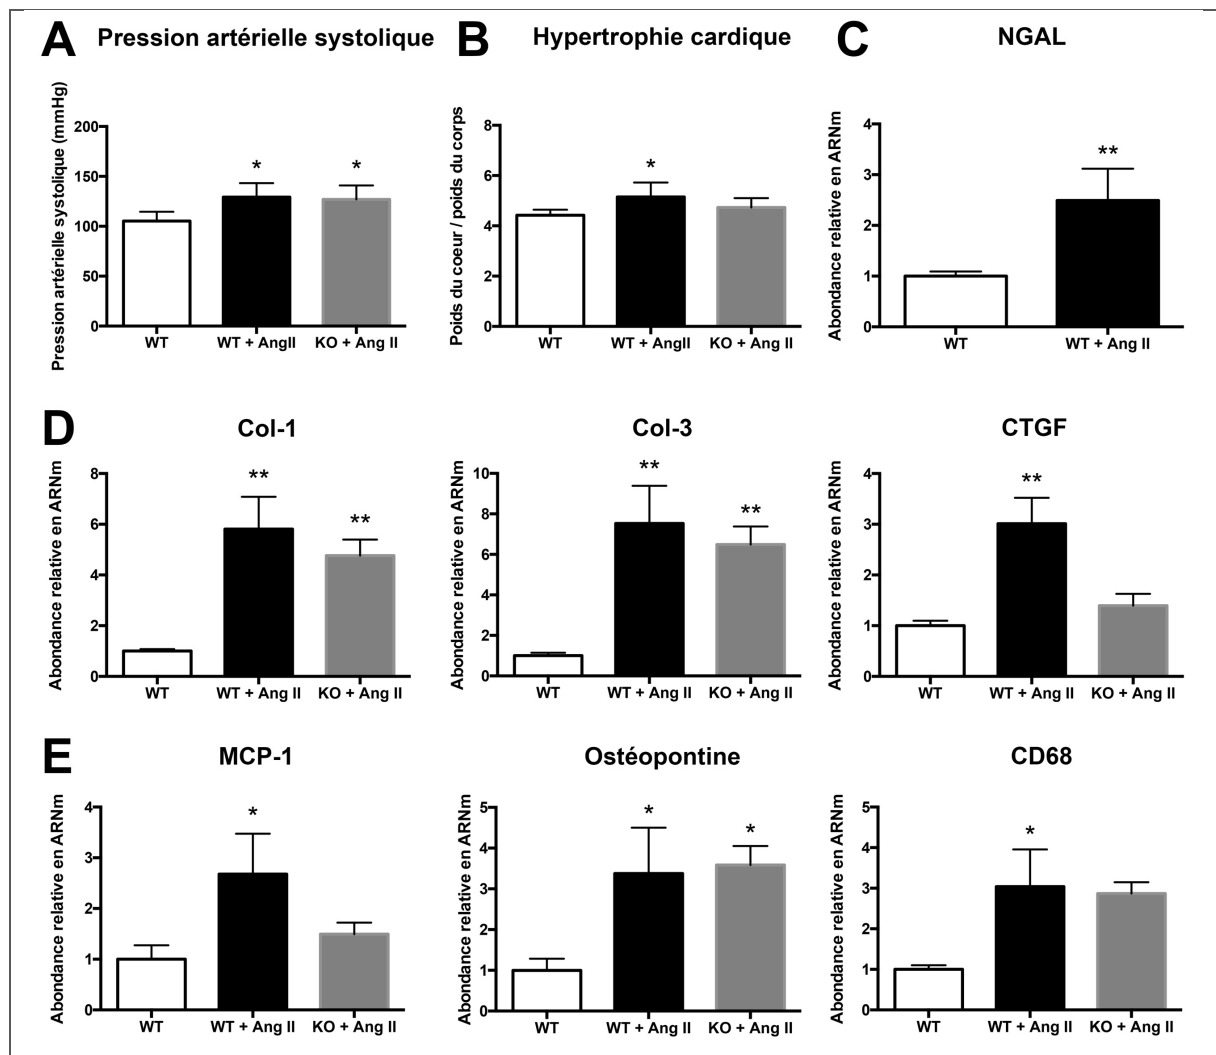 A Pression artérielle systolique
Pression artérielle systolique (mmHg)
200
150
100
50
0
*
*
WT
WT + AngII
KO + Ang II
B Hypertrophie cardique
Poids du coeur / poids du corps
8
6
4
2
0
*
WT
WT + AngII
KO + Ang II
C NGAL
Abondance relative en ARNm
4
3
2
1
0
**
WT
WT + Ang II
D Col-1
Abondance relative en ARNm
8
6
4
2
0
**
**
WT
WT + Ang II
KO + Ang II
Col-3
Abondance relative en ARNm
10
8
6
4
2
0
**
**
WT
WT + Ang II
KO + Ang II
CTGF
Abondance relative en ARNm
4
3
2
1
0
**
WT
WT + Ang II
KO + Ang II
E MCP-1
Abondance relative en ARNm
4
3
2
1
0
*
WT
WT + Ang II
KO + Ang II
Ostéopontine
Abondance relative en ARNm
5
4
3
2
1
0
*
*
WT
WT + Ang II
KO + Ang II
CD68
Abondance relative en ARNm
5
4
3
2
1
0
*
WT
WT + Ang II
KO + Ang II